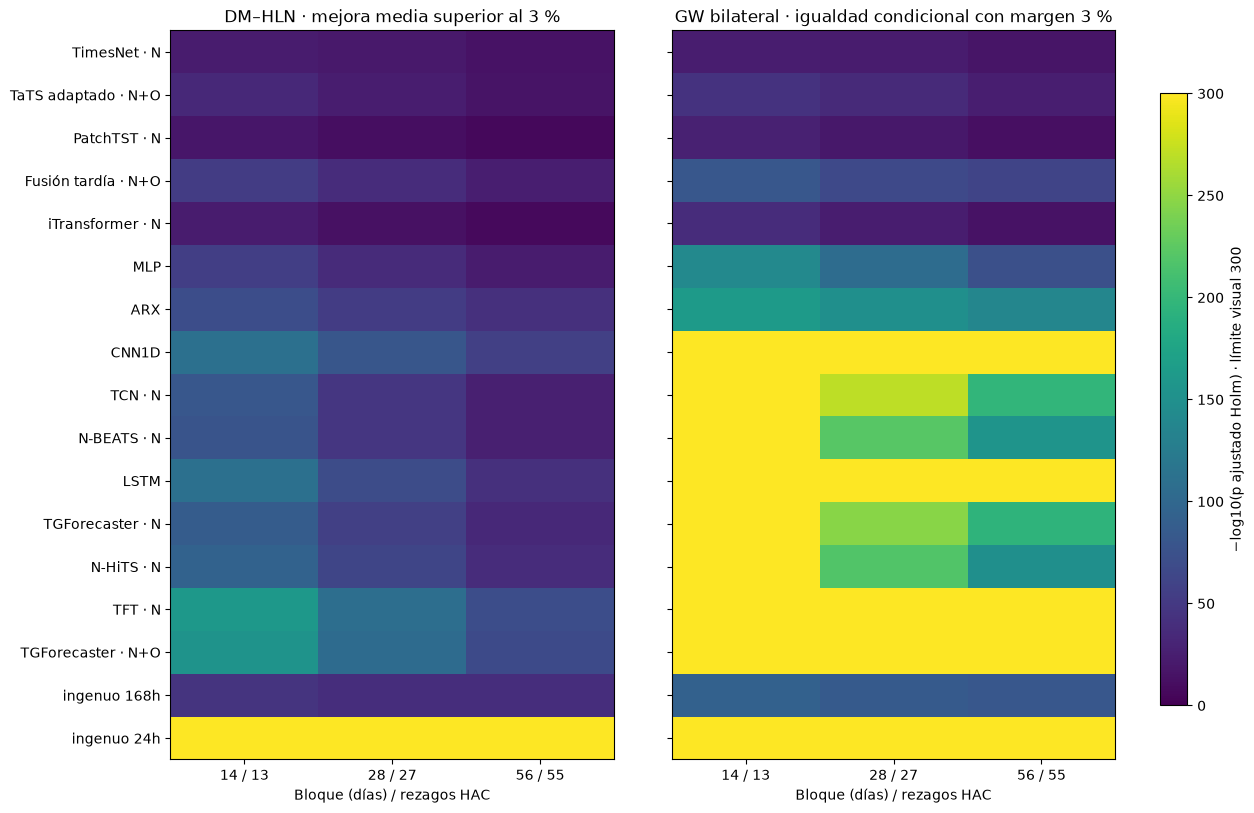 DM–HLN · mejora media superior al 3 %
GW bilateral · igualdad condicional con margen 3 %
TimesNet · N
TaTS adaptado · N+O
PatchTST · N
Fusión tardía · N+O
iTransformer · N
MLP
ARX
CNN1D
TCN · N
N-BEATS · N
LSTM
TGForecaster · N
N-HiTS · N
TFT · N
TGForecaster · N+O
ingenuo 168h
ingenuo 24h
14 / 13
28 / 27
56 / 55
Bloque (días) / rezagos HAC
14 / 13
28 / 27
56 / 55
Bloque (días) / rezagos HAC
300
250
200
150
100
50
0
−log10(p ajustado Holm) · límite visual 300